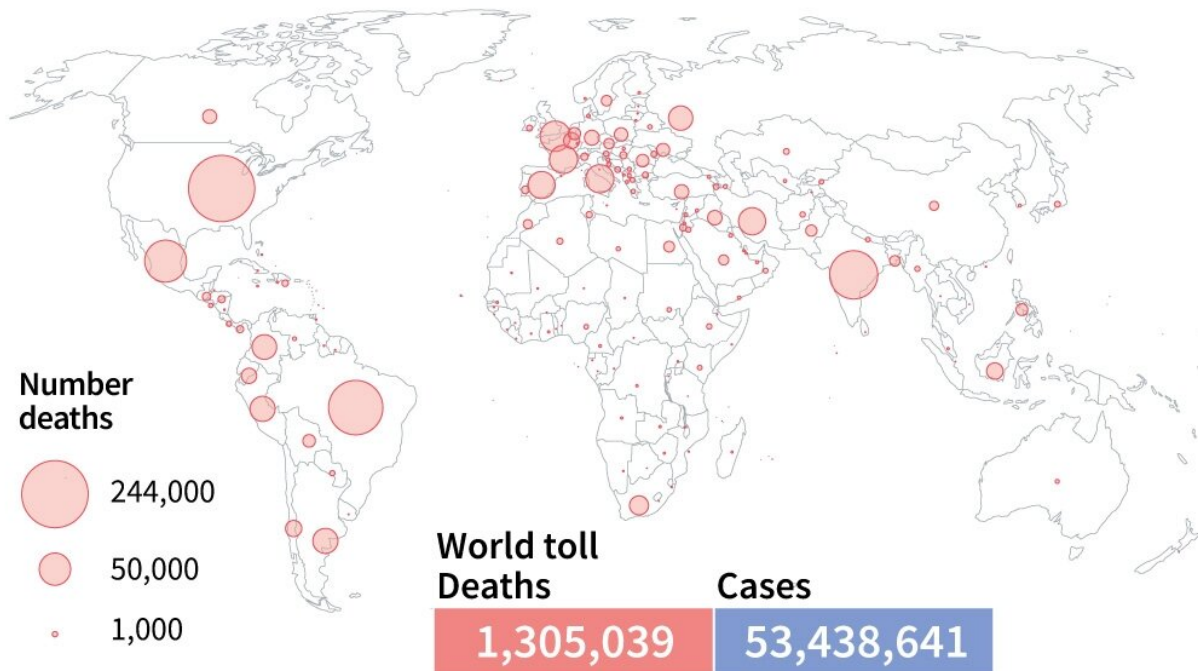 Number
deaths
244,000
50,000
1,000
World toll
Deaths
Cases
1,305,039
53,438,641